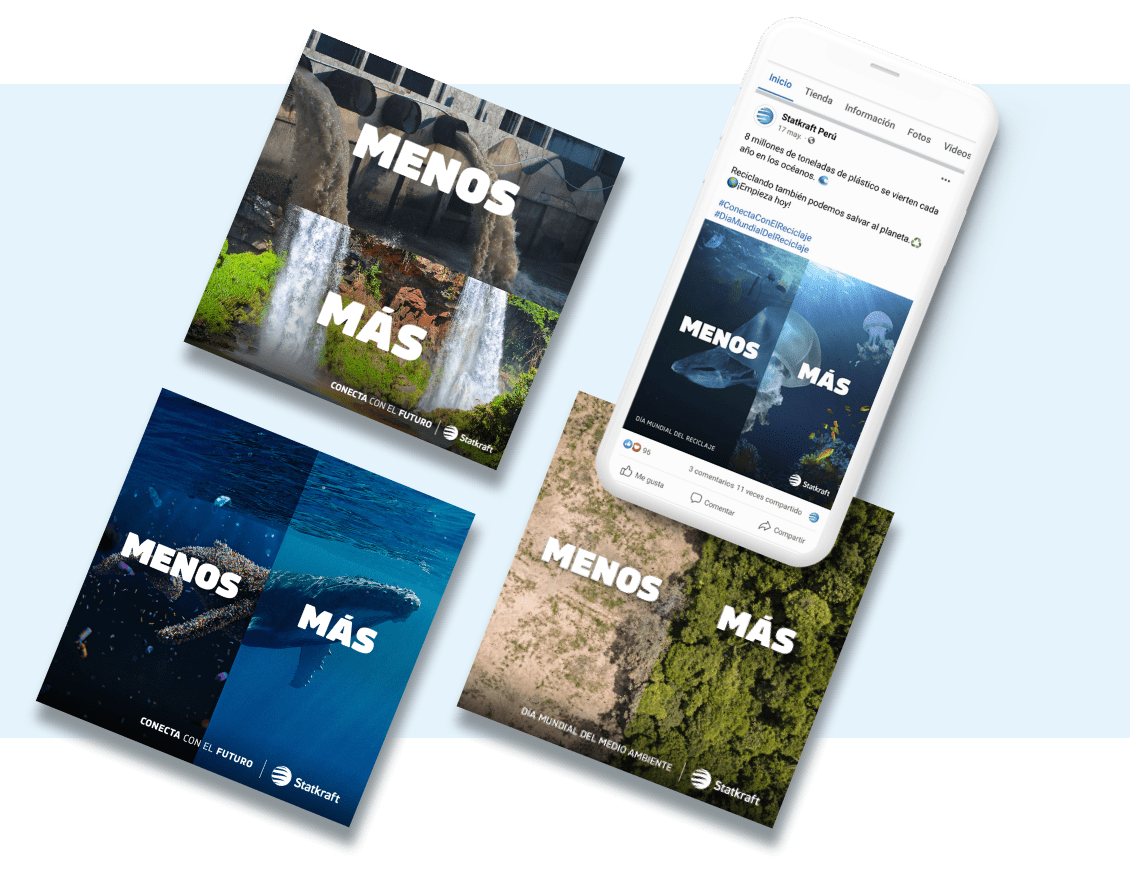 MENOS
MÁS
CONECTA CON EL FUTURO
Statkraft
Inicio
Tienda
Información
Fotos
Videos
Statkraft Perú
17 may.
8 millones de toneladas de plástico se vierten cada
año en los océanos.
Reciclando también podemos salvar al planeta.
¡Empieza hoy!
#ConectaConElReciclaje
#DíaMundialDelReciclaje
MENOS
MÁS
DÍA MUNDIAL DEL RECICLAJE
Statkraft
96
3 comentarios 11 veces compartido
Me gusta
Comentar
Compartir
MENOS
MÁS
CONECTA CON EL FUTURO
Statkraft
MENOS
MÁS
DÍA MUNDIAL DEL MEDIO AMBIENTE
Statkraft